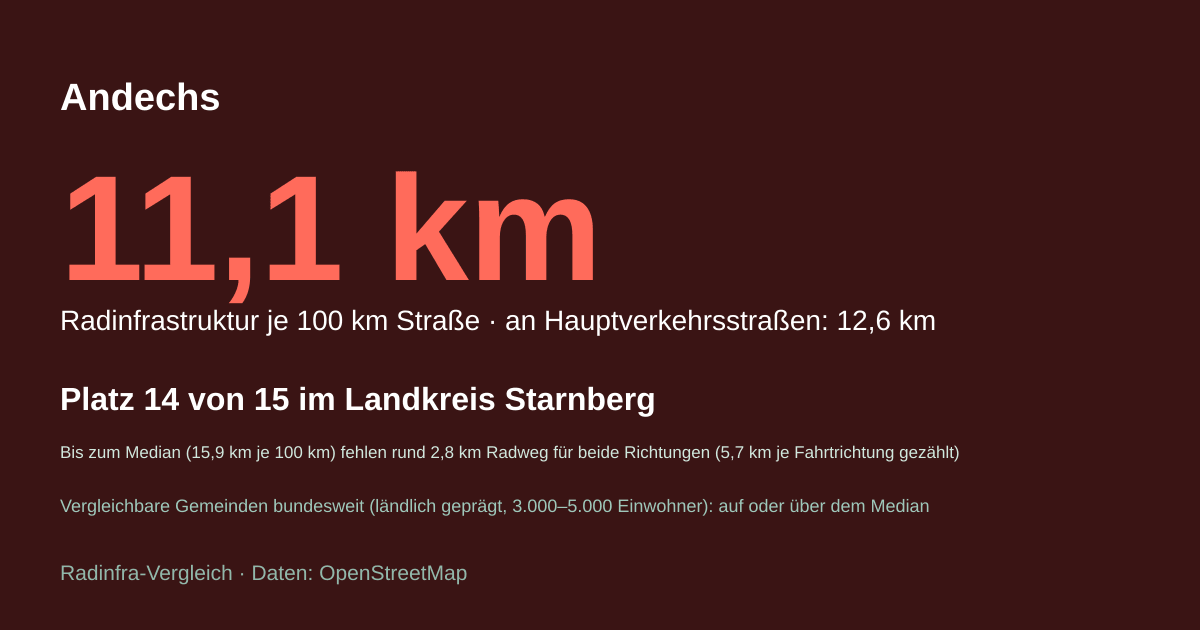 Andechs
11,1 km
Radinfrastruktur je 100 km Straße · an Hauptverkehrsstraßen: 12,6 km
Platz 14 von 15 im Landkreis Starnberg
Bis zum Median (15,9 km je 100 km) fehlen rund 2,8 km Radweg für beide Richtungen (5,7 km je Fahrtrichtung gezählt)
Vergleichbare Gemeinden bundesweit (ländlich geprägt, 3.000–5.000 Einwohner): auf oder über dem Median
Radinfra-Vergleich · Daten: OpenStreetMap